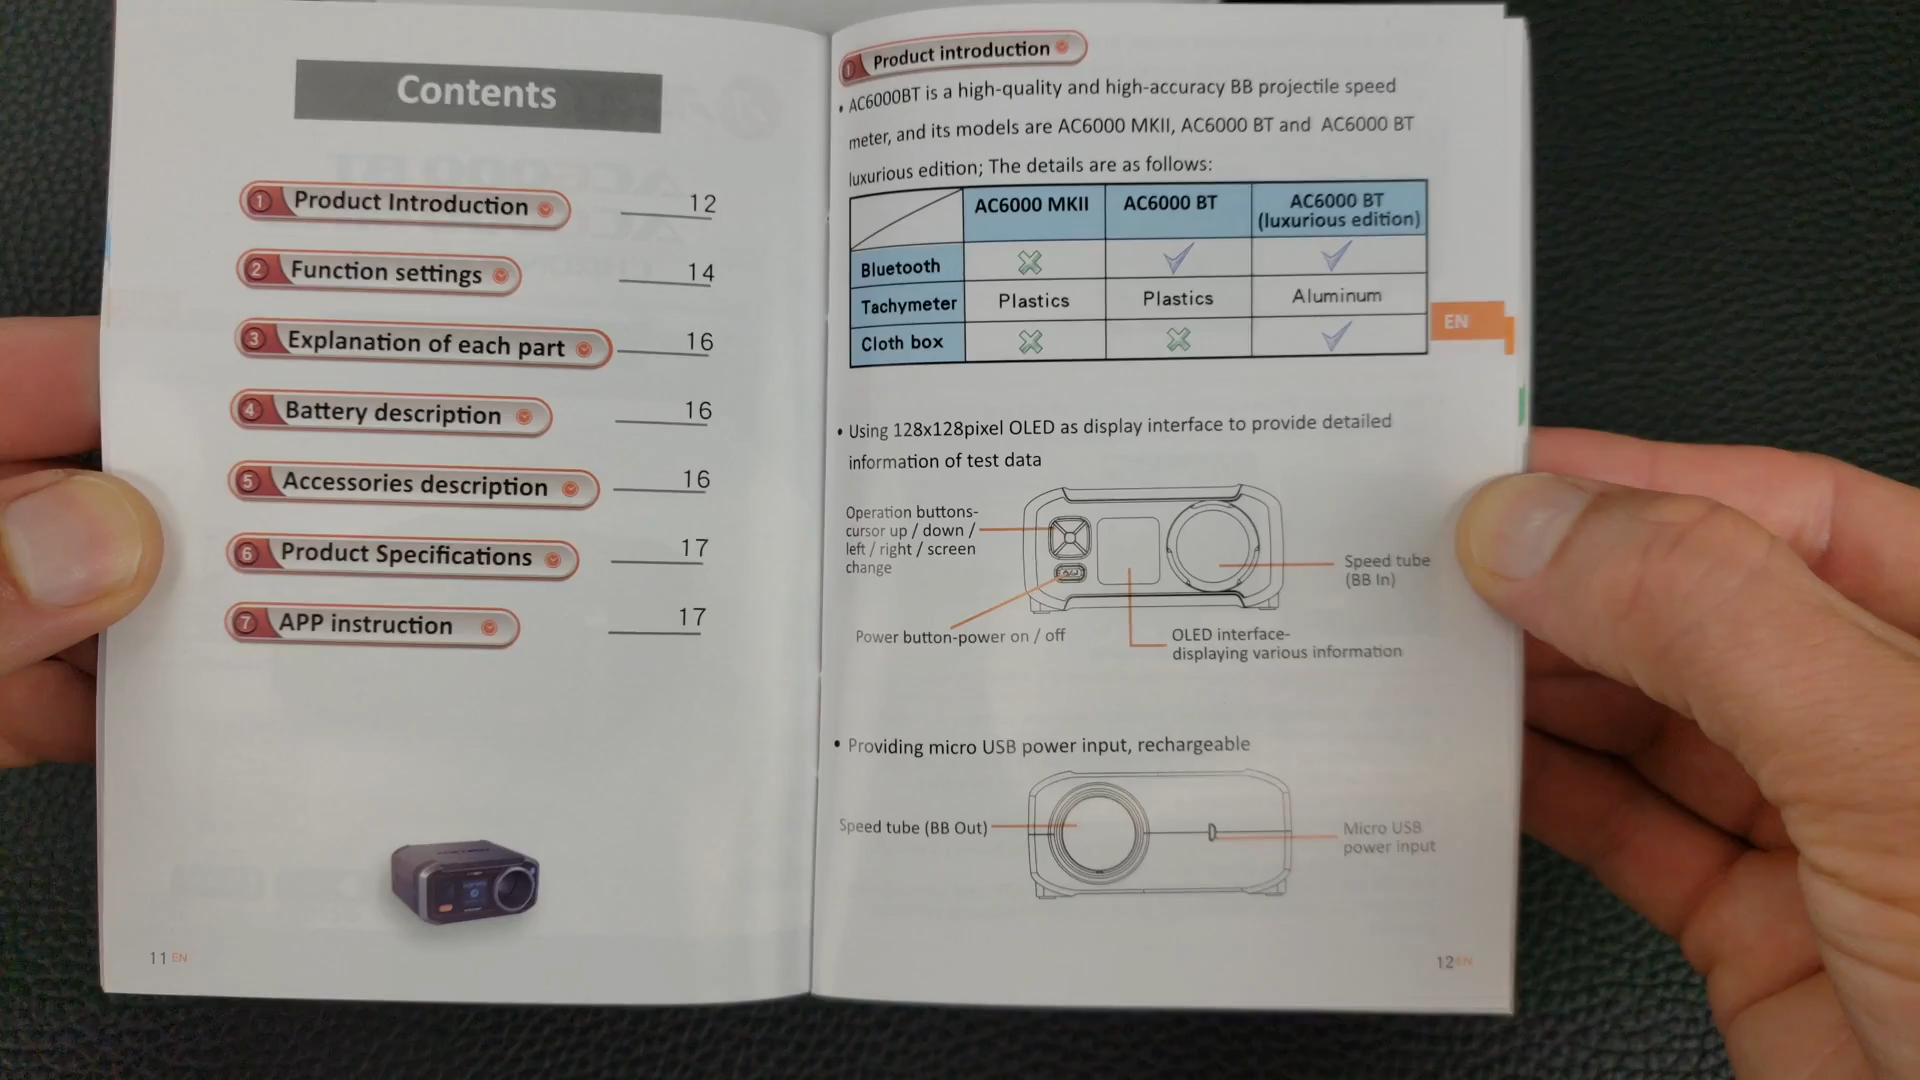 Contents
1 Product Introduction 12
2 Function settings 14
3 Explanation of each part 16
4 Battery description 16
5 Accessories description 16
6 Product Specifications 17
7 APP instruction 17
11 EN
1 Product introduction
• AC6000BT is a high-quality and high-accuracy BB projectile speed
meter, and its models are AC6000 MKII, AC6000 BT and AC6000 BT
luxurious edition; The details are as follows:
AC6000 MKII AC6000 BT AC6000 BT
(luxurious edition)
Bluetooth
Tachymeter Plastics Plastics Aluminum
Cloth box
EN
• Using 128x128pixel OLED as display interface to provide detailed
information of test data
Operation buttons-
cursor up / down /
left / right / screen
change
Speed tube
(BB In)
Power button-power on / off
OLED interface-
displaying various information
• Providing micro USB power input, rechargeable
Speed tube (BB Out)
Micro USB
power input
12 EN